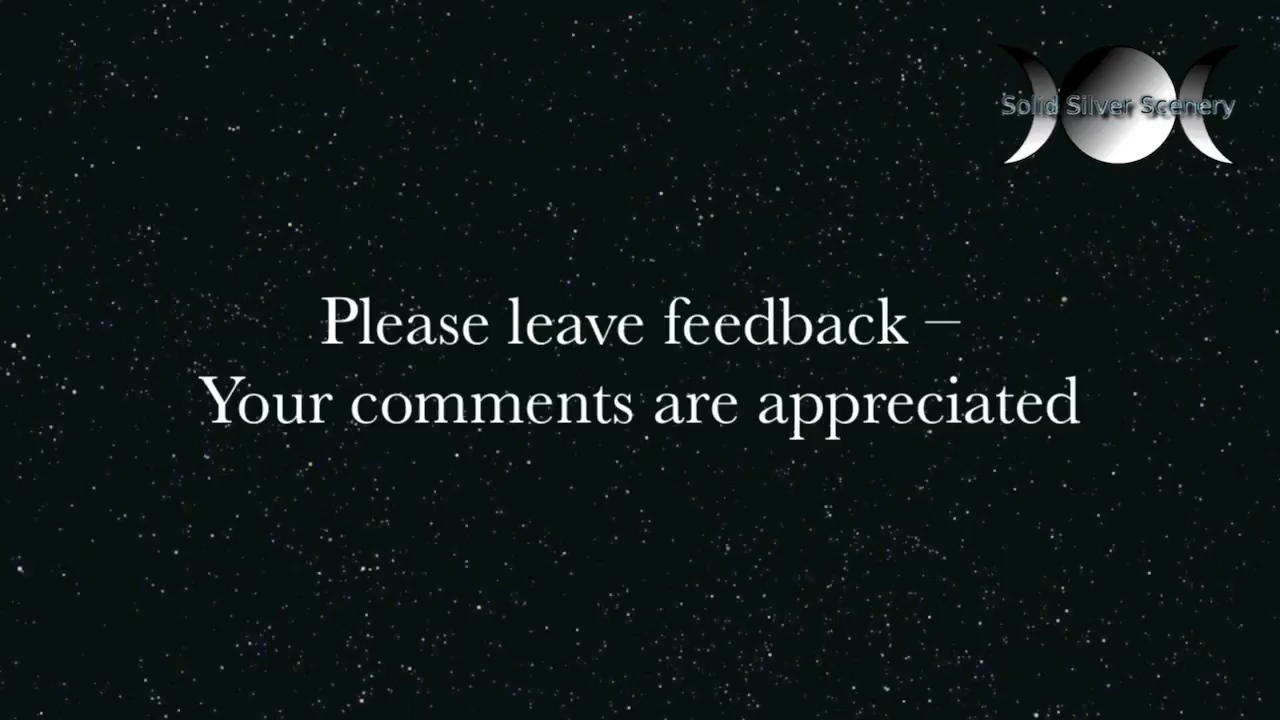 Solid Silver Scenery
Please leave feedback –
Your comments are appreciated